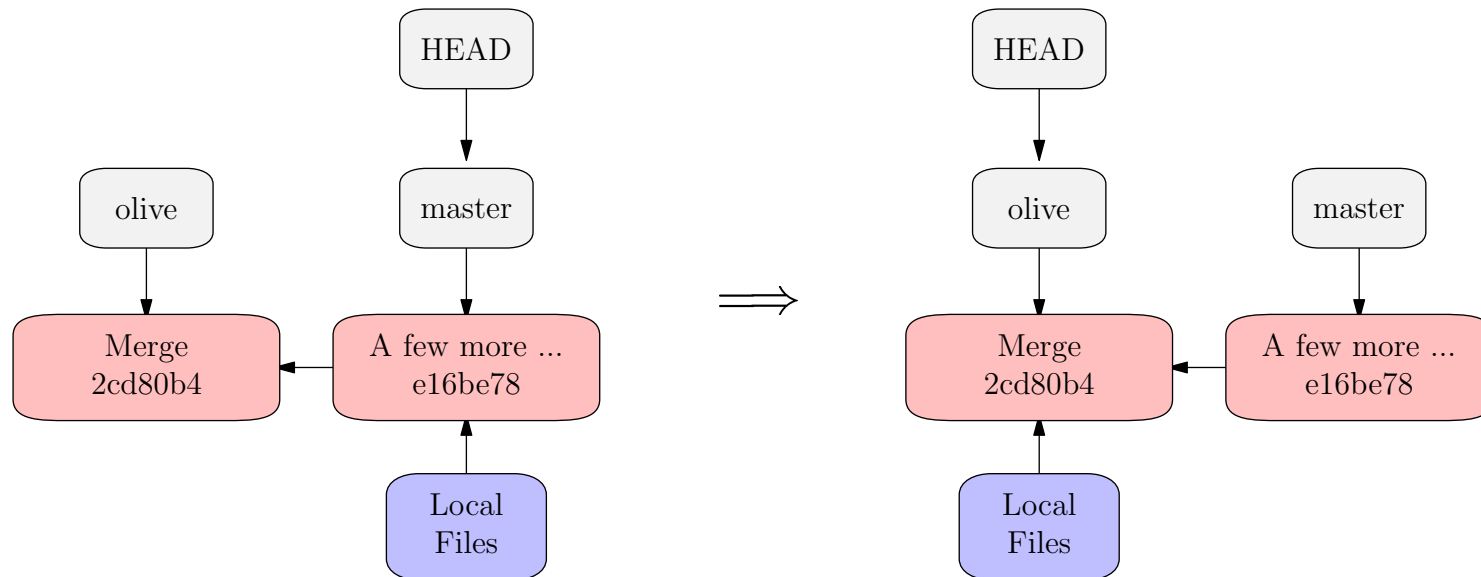 HEAD
olive
master
Merge
2cd80b4
A few more ...
e16be78
Local
Files
⟹
HEAD
olive
master
Merge
2cd80b4
A few more ...
e16be78
Local
Files